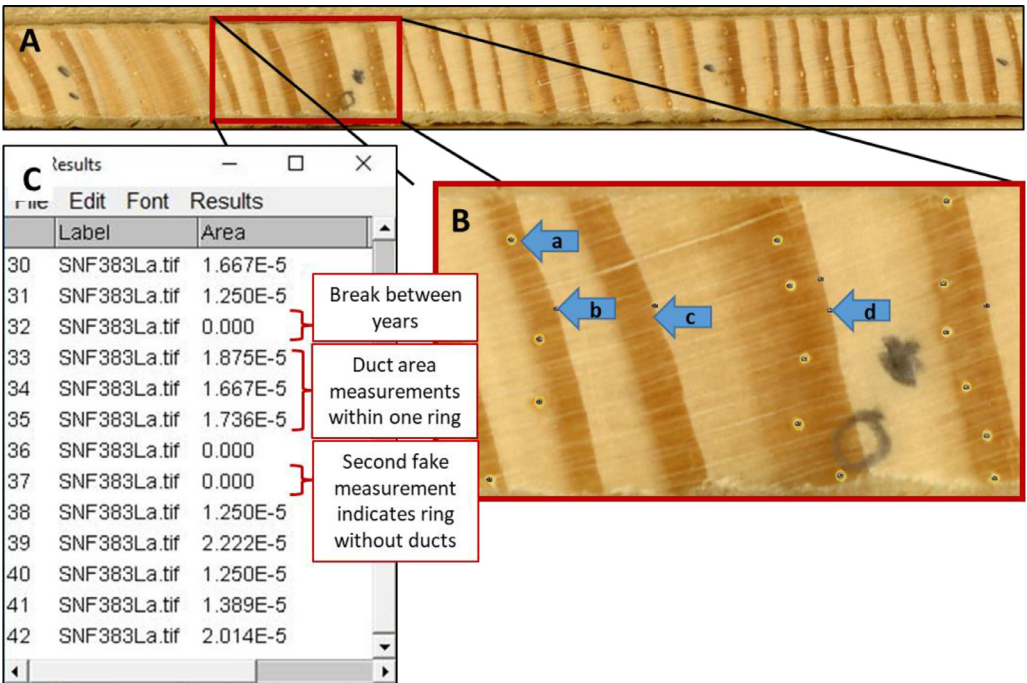 A
C
Results
File Edit Font Results
Label Area
30 SNF383La.tif 1.667E-5
31 SNF383La.tif 1.250E-5
32 SNF383La.tif 0.000
33 SNF383La.tif 1.875E-5
34 SNF383La.tif 1.667E-5
35 SNF383La.tif 1.736E-5
36 SNF383La.tif 0.000
37 SNF383La.tif 0.000
38 SNF383La.tif 1.250E-5
39 SNF383La.tif 2.222E-5
40 SNF383La.tif 1.250E-5
41 SNF383La.tif 1.389E-5
42 SNF383La.tif 2.014E-5
Break between
years
Duct area
measurements
within one ring
Second fake
measurement
indicates ring
without ducts
B
a
b
c
d